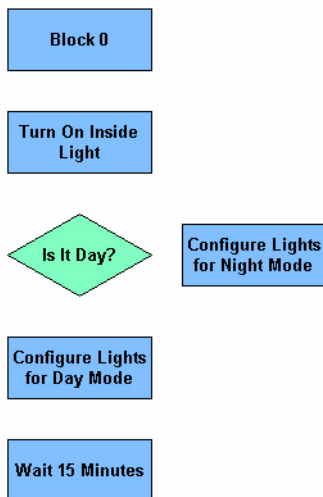 Block 0
Turn On Inside
Light
Is It Day?
Configure Lights
for Night Mode
Configure Lights
for Day Mode
Wait 15 Minutes